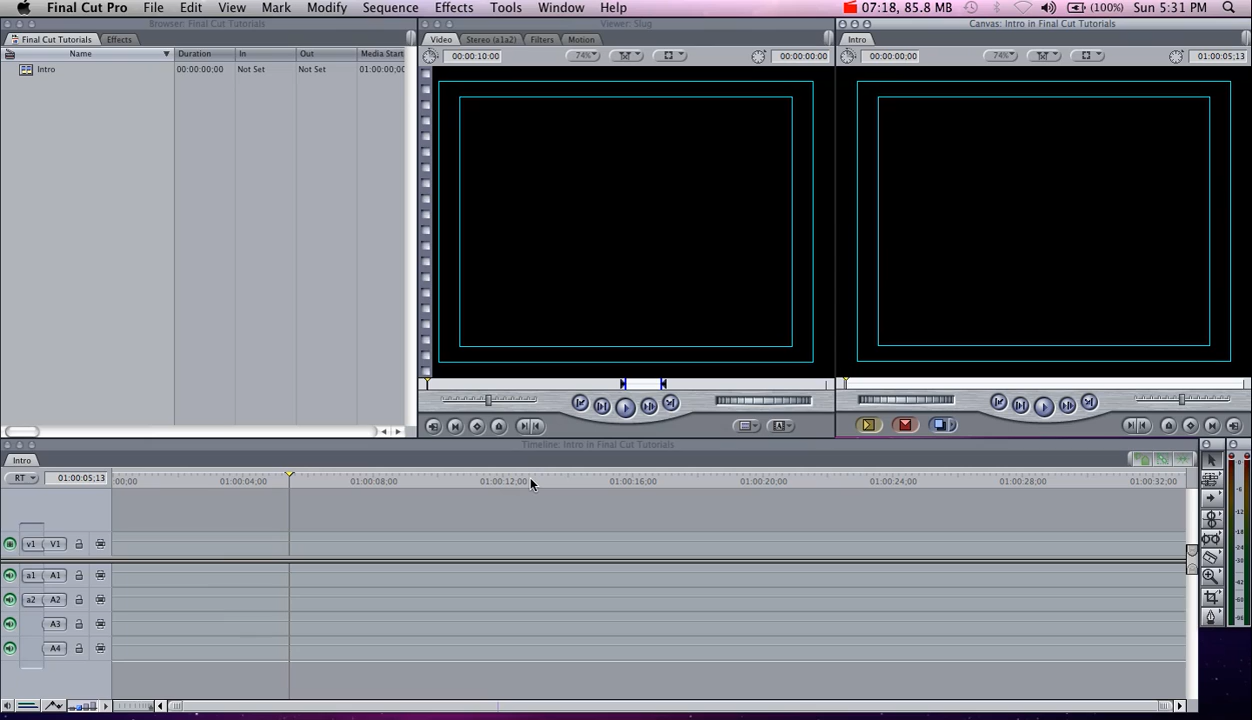 Final Cut Pro File Edit View Mark Modify Sequence Effects Tools Window Help 07:18, 85.8 MB (100%) Sun 5:31 PM
Browser: Final Cut Tutorials
Viewer: Slug
Canvas: Intro in Final Cut Tutorials
Final Cut Tutorials Effects
Video Stereo (a1a2) Filters Motion
Intro
Name Duration In Out Media Start
00:00:10:00 74% 00:00:00:00
00:00:00;00 74% 01:00:05;13
Intro 00:00:00;00 Not Set Not Set 01:00:00;00
Timeline: Intro in Final Cut Tutorials
Intro
RT 01:00:05;13
:00;00 01:00:04;00 01:00:08;00 01:00:12;00 01:00:16;00 01:00:20;00 01:00:24;00 01:00:28;00 01:00:32;00
v1 V1
a1 A1
a2 A2
A3
A4